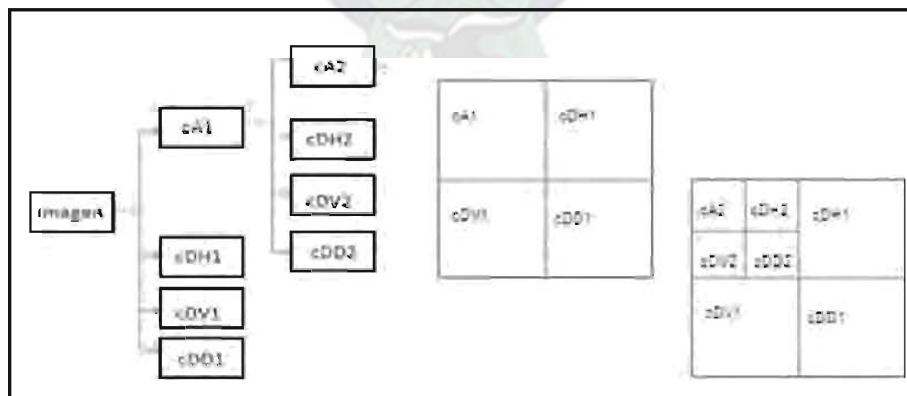 cA2
cA1
cDH2
cDV2
cDD2
Imagen
cDH1
cDV1
cDD1
cA1
cDH1
cDV1
cDD1
cA2 cDH2 cDH1
cDV2 cDD2
cDV1 cDD1